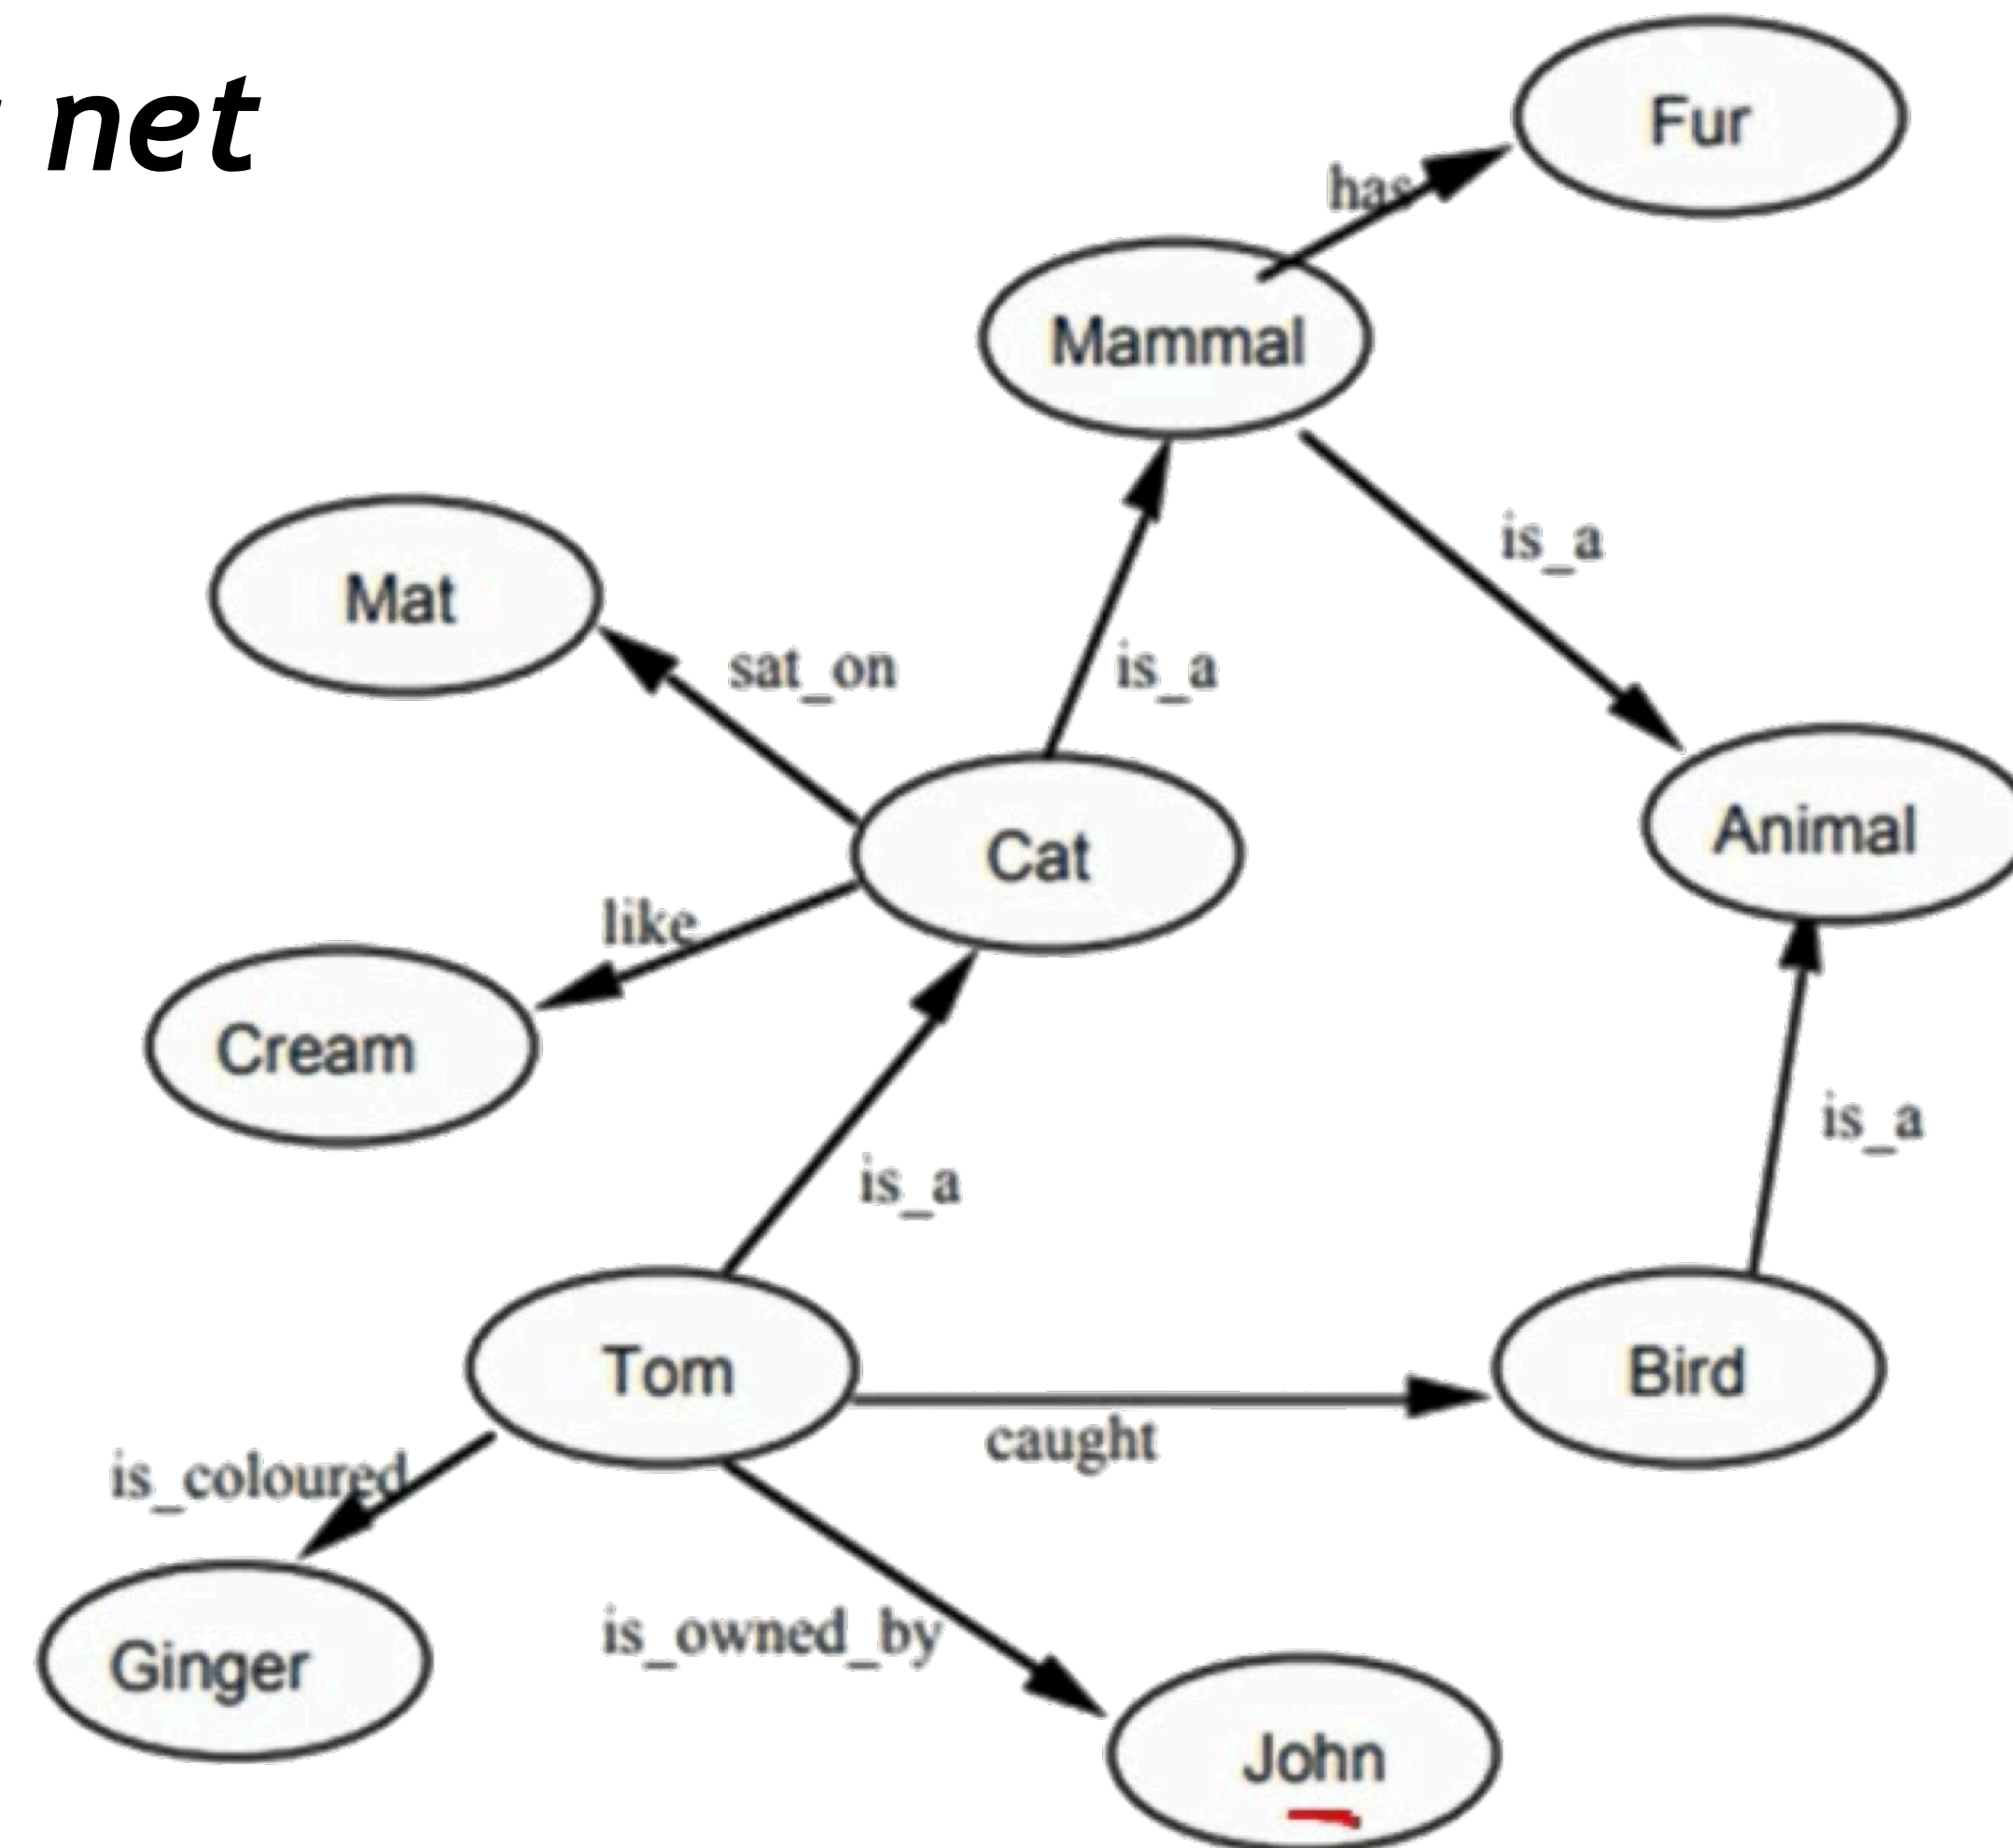 net
Fur
has
Mammal
is_a
Mat
sat_on
is_a
Animal
Cat
like
Cream
is_a
is_a
Tom
Bird
caught
is_coloured
is_owned_by
Ginger
John